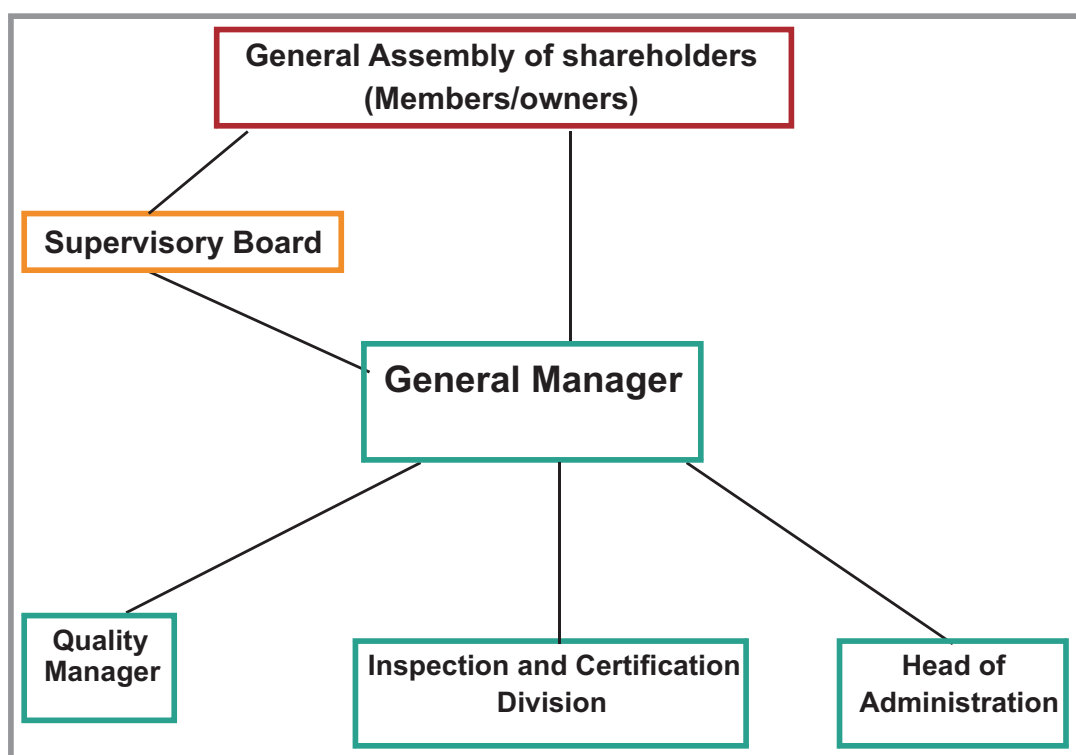 General Assembly of shareholders
(Members/owners)
Supervisory Board
General Manager
Quality
Manager
Inspection and Certification
Division
Head of
Administration